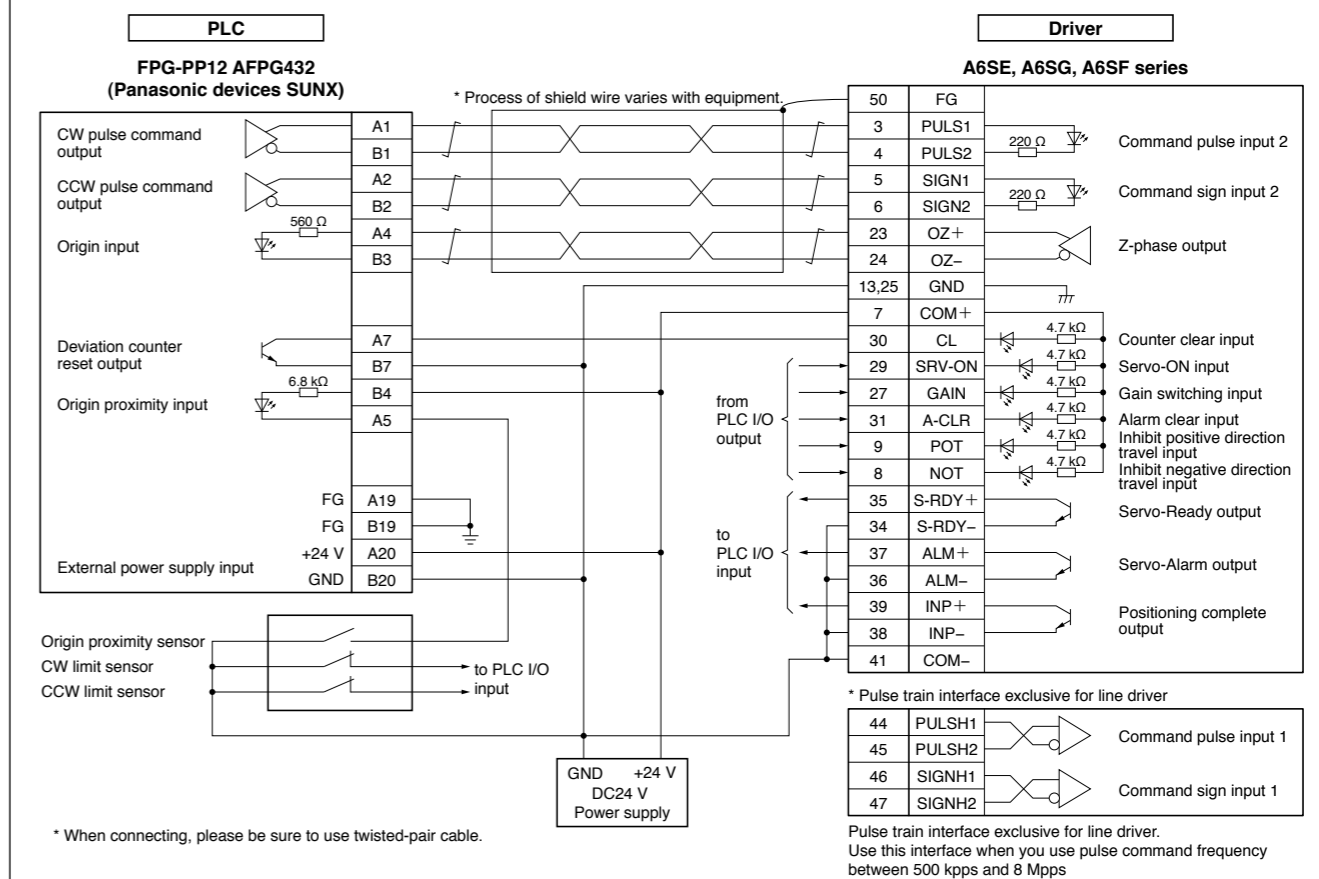 PLC
Driver
FPG-PP12 AFPG432
(Panasonic devices SUNX)
A6SE, A6SG, A6SF series
* Process of shield wire varies with equipment.
CW pulse command
output
A1
B1
CCW pulse command
output
A2
B2
560 Ω
Origin input
A4
B3
Deviation counter
reset output
A7
B7
6.8 kΩ
Origin proximity input
B4
A5
FG A19
FG B19
External power supply input
+24 V A20
GND B20
Origin proximity sensor
CW limit sensor
CCW limit sensor
to PLC I/O
input
from
PLC I/O
output
to
PLC I/O
input
GND +24 V
DC24 V
Power supply
50 FG
3 PULS1
4 PULS2
220 Ω
Command pulse input 2
5 SIGN1
6 SIGN2
220 Ω
Command sign input 2
23 OZ+
24 OZ−
Z-phase output
13,25 GND
7 COM+
30 CL 4.7 kΩ Counter clear input
29 SRV-ON 4.7 kΩ Servo-ON input
27 GAIN 4.7 kΩ Gain switching input
31 A-CLR 4.7 kΩ Alarm clear input
9 POT 4.7 kΩ Inhibit positive direction
travel input
8 NOT 4.7 kΩ Inhibit negative direction
travel input
35 S-RDY+
34 S-RDY−
Servo-Ready output
37 ALM+
36 ALM−
Servo-Alarm output
39 INP+
38 INP−
Positioning complete
output
41 COM−
* Pulse train interface exclusive for line driver
44 PULSH1
45 PULSH2
Command pulse input 1
46 SIGNH1
47 SIGNH2
Command sign input 1
* When connecting, please be sure to use twisted-pair cable.
Pulse train interface exclusive for line driver.
Use this interface when you use pulse command frequency
between 500 kpps and 8 Mpps